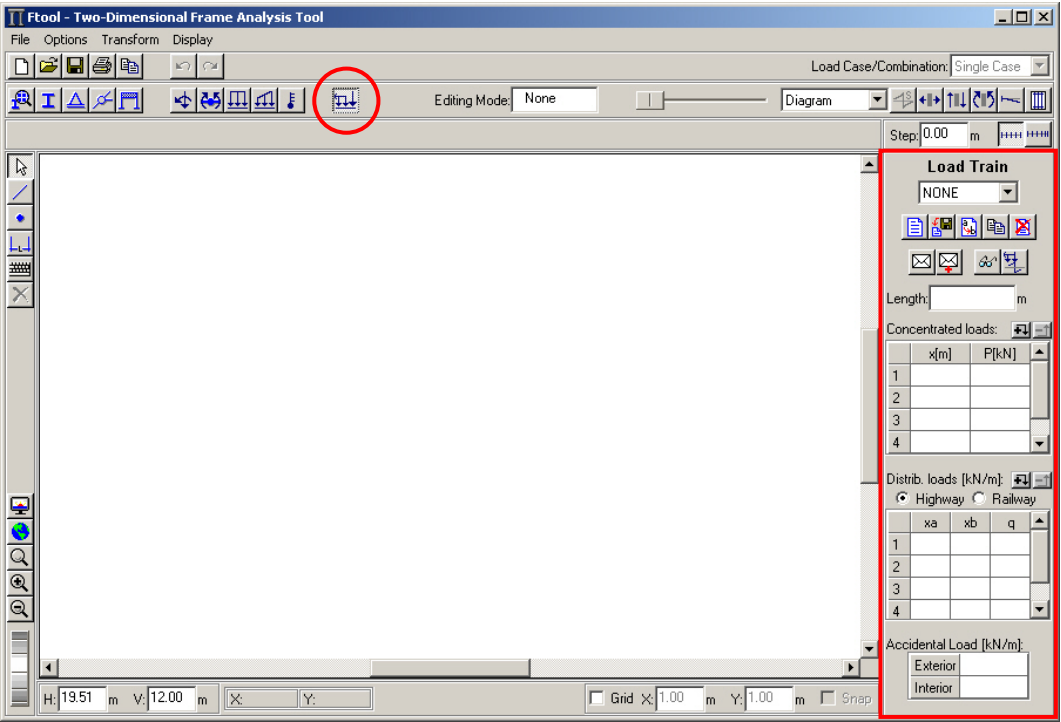 Ftool - Two-Dimensional Frame Analysis Tool
File Options Transform Display
Load Case/Combination: Single Case
Editing Mode: None Diagram
Step: 0.00 m
Load Train
NONE
Length: m
Concentrated loads:
x[m] P[kN]
1
2
3
4
Distrib. loads [kN/m]:
Highway Railway
xa xb q
1
2
3
4
Accidental Load [kN/m]:
Exterior
Interior
H: 19.51 m V: 12.00 m X: Y: Grid X: 1.00 m Y: 1.00 m Snap